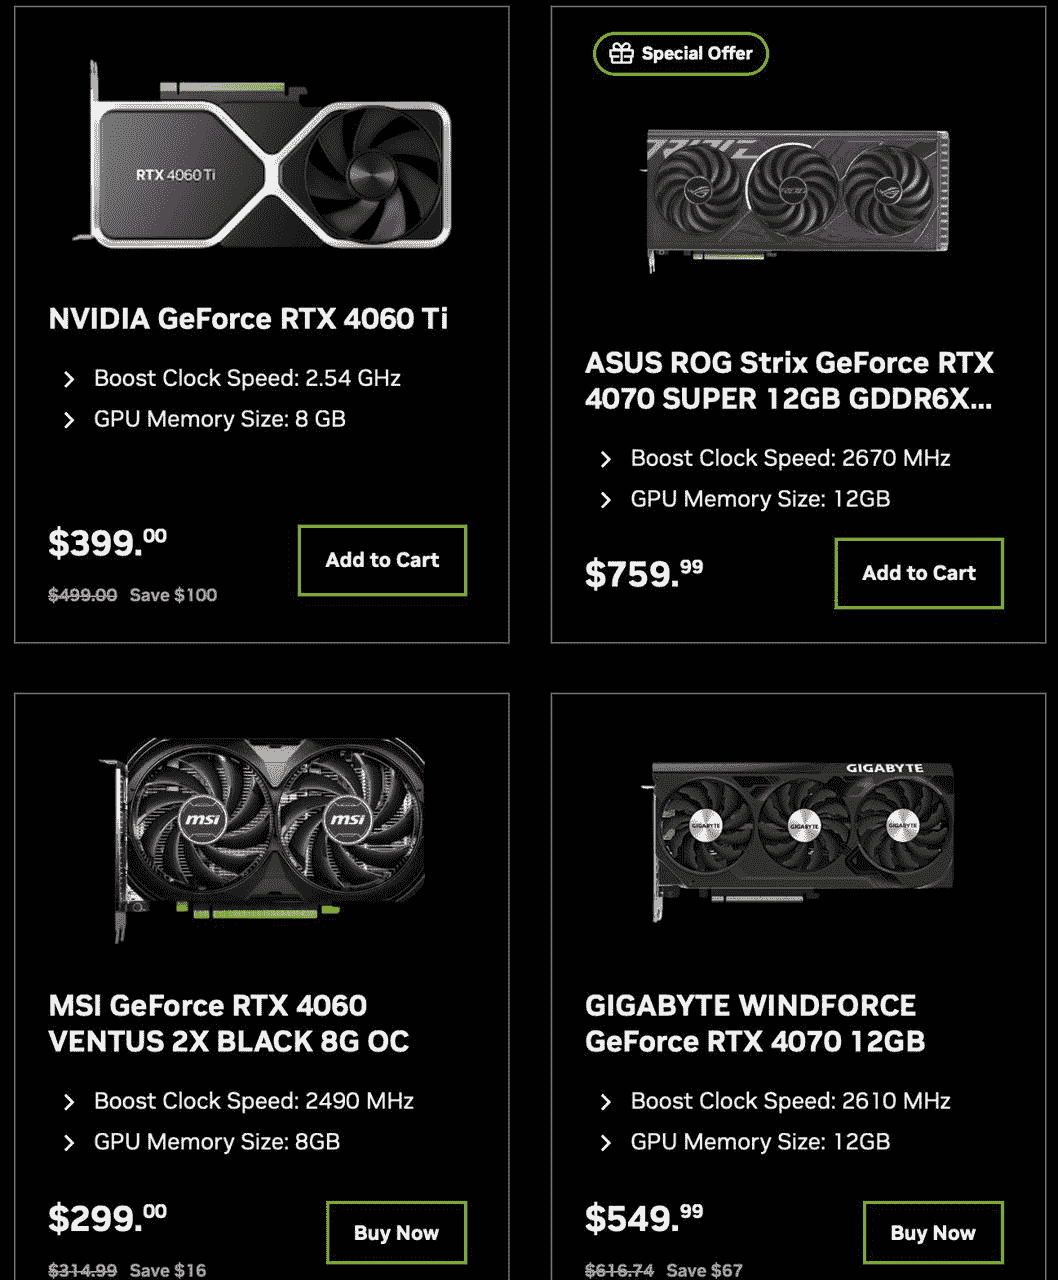 RTX 4060 Ti
NVIDIA GeForce RTX 4060 Ti
Boost Clock Speed: 2.54 GHz
GPU Memory Size: 8 GB
$399.00
Add to Cart
$499.00 Save $100
Special Offer
ASUS ROG Strix GeForce RTX
4070 SUPER 12GB GDDR6X...
Boost Clock Speed: 2670 MHz
GPU Memory Size: 12GB
$759.99
Add to Cart
msi msi
MSI GeForce RTX 4060
VENTUS 2X BLACK 8G OC
Boost Clock Speed: 2490 MHz
GPU Memory Size: 8GB
$299.00
Buy Now
$314.99 Save $16
GIGABYTE
GIGABYTE GIGABYTE GIGABYTE
GIGABYTE WINDFORCE
GeForce RTX 4070 12GB
Boost Clock Speed: 2610 MHz
GPU Memory Size: 12GB
$549.99
Buy Now
$616.74 Save $67